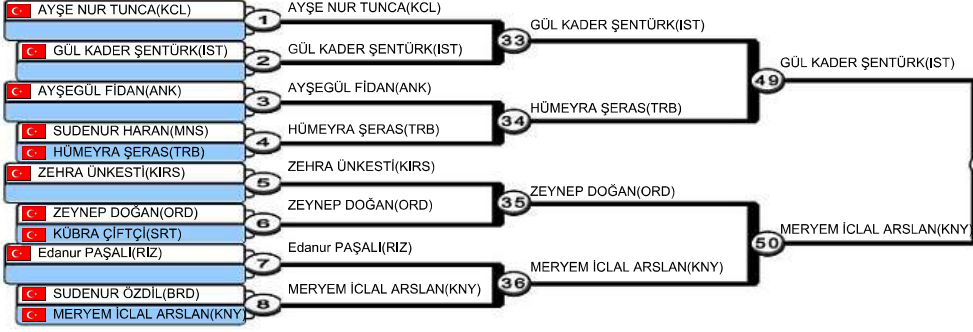 AYŞE NUR TUNCA(KCL)
1
AYŞE NUR TUNCA(KCL)
GÜL KADER ŞENTÜRK(IST)
2
GÜL KADER ŞENTÜRK(IST)
33
GÜL KADER ŞENTÜRK(IST)
AYŞEGÜL FİDAN(ANK)
3
AYŞEGÜL FİDAN(ANK)
49
GÜL KADER ŞENTÜRK(IST)
SUDENUR HARAN(MNS)
HÜMEYRA ŞERAS(TRB)
4
HÜMEYRA ŞERAS(TRB)
34
HÜMEYRA ŞERAS(TRB)
ZEHRA ÜNKESTİ(KIRS)
5
ZEHRA ÜNKESTİ(KIRS)
ZEYNEP DOĞAN(ORD)
KÜBRA ÇİFTÇİ(SRT)
6
ZEYNEP DOĞAN(ORD)
35
ZEYNEP DOĞAN(ORD)
Edanur PAŞALI(RIZ)
7
Edanur PAŞALI(RIZ)
50
MERYEM İCLAL ARSLAN(KNY)
SUDENUR ÖZDİL(BRD)
MERYEM İCLAL ARSLAN(KNY)
8
MERYEM İCLAL ARSLAN(KNY)
36
MERYEM İCLAL ARSLAN(KNY)